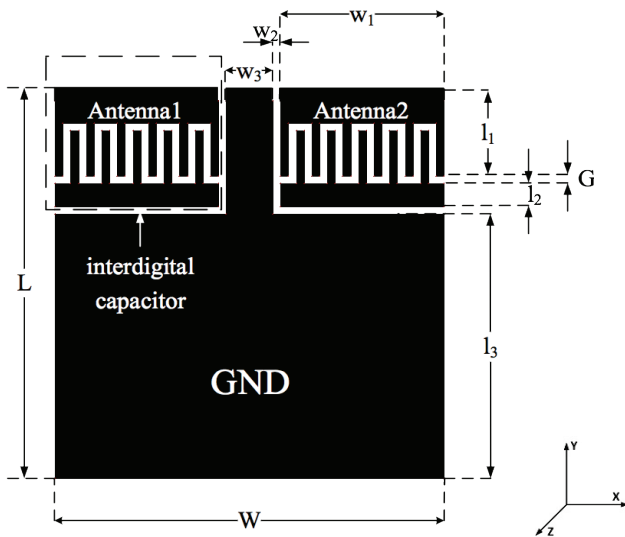 w₁
w₂
w₃
Antenna1
Antenna2
l₁
G
l₂
interdigital
capacitor
L
l₃
GND
W
Y
X
Z